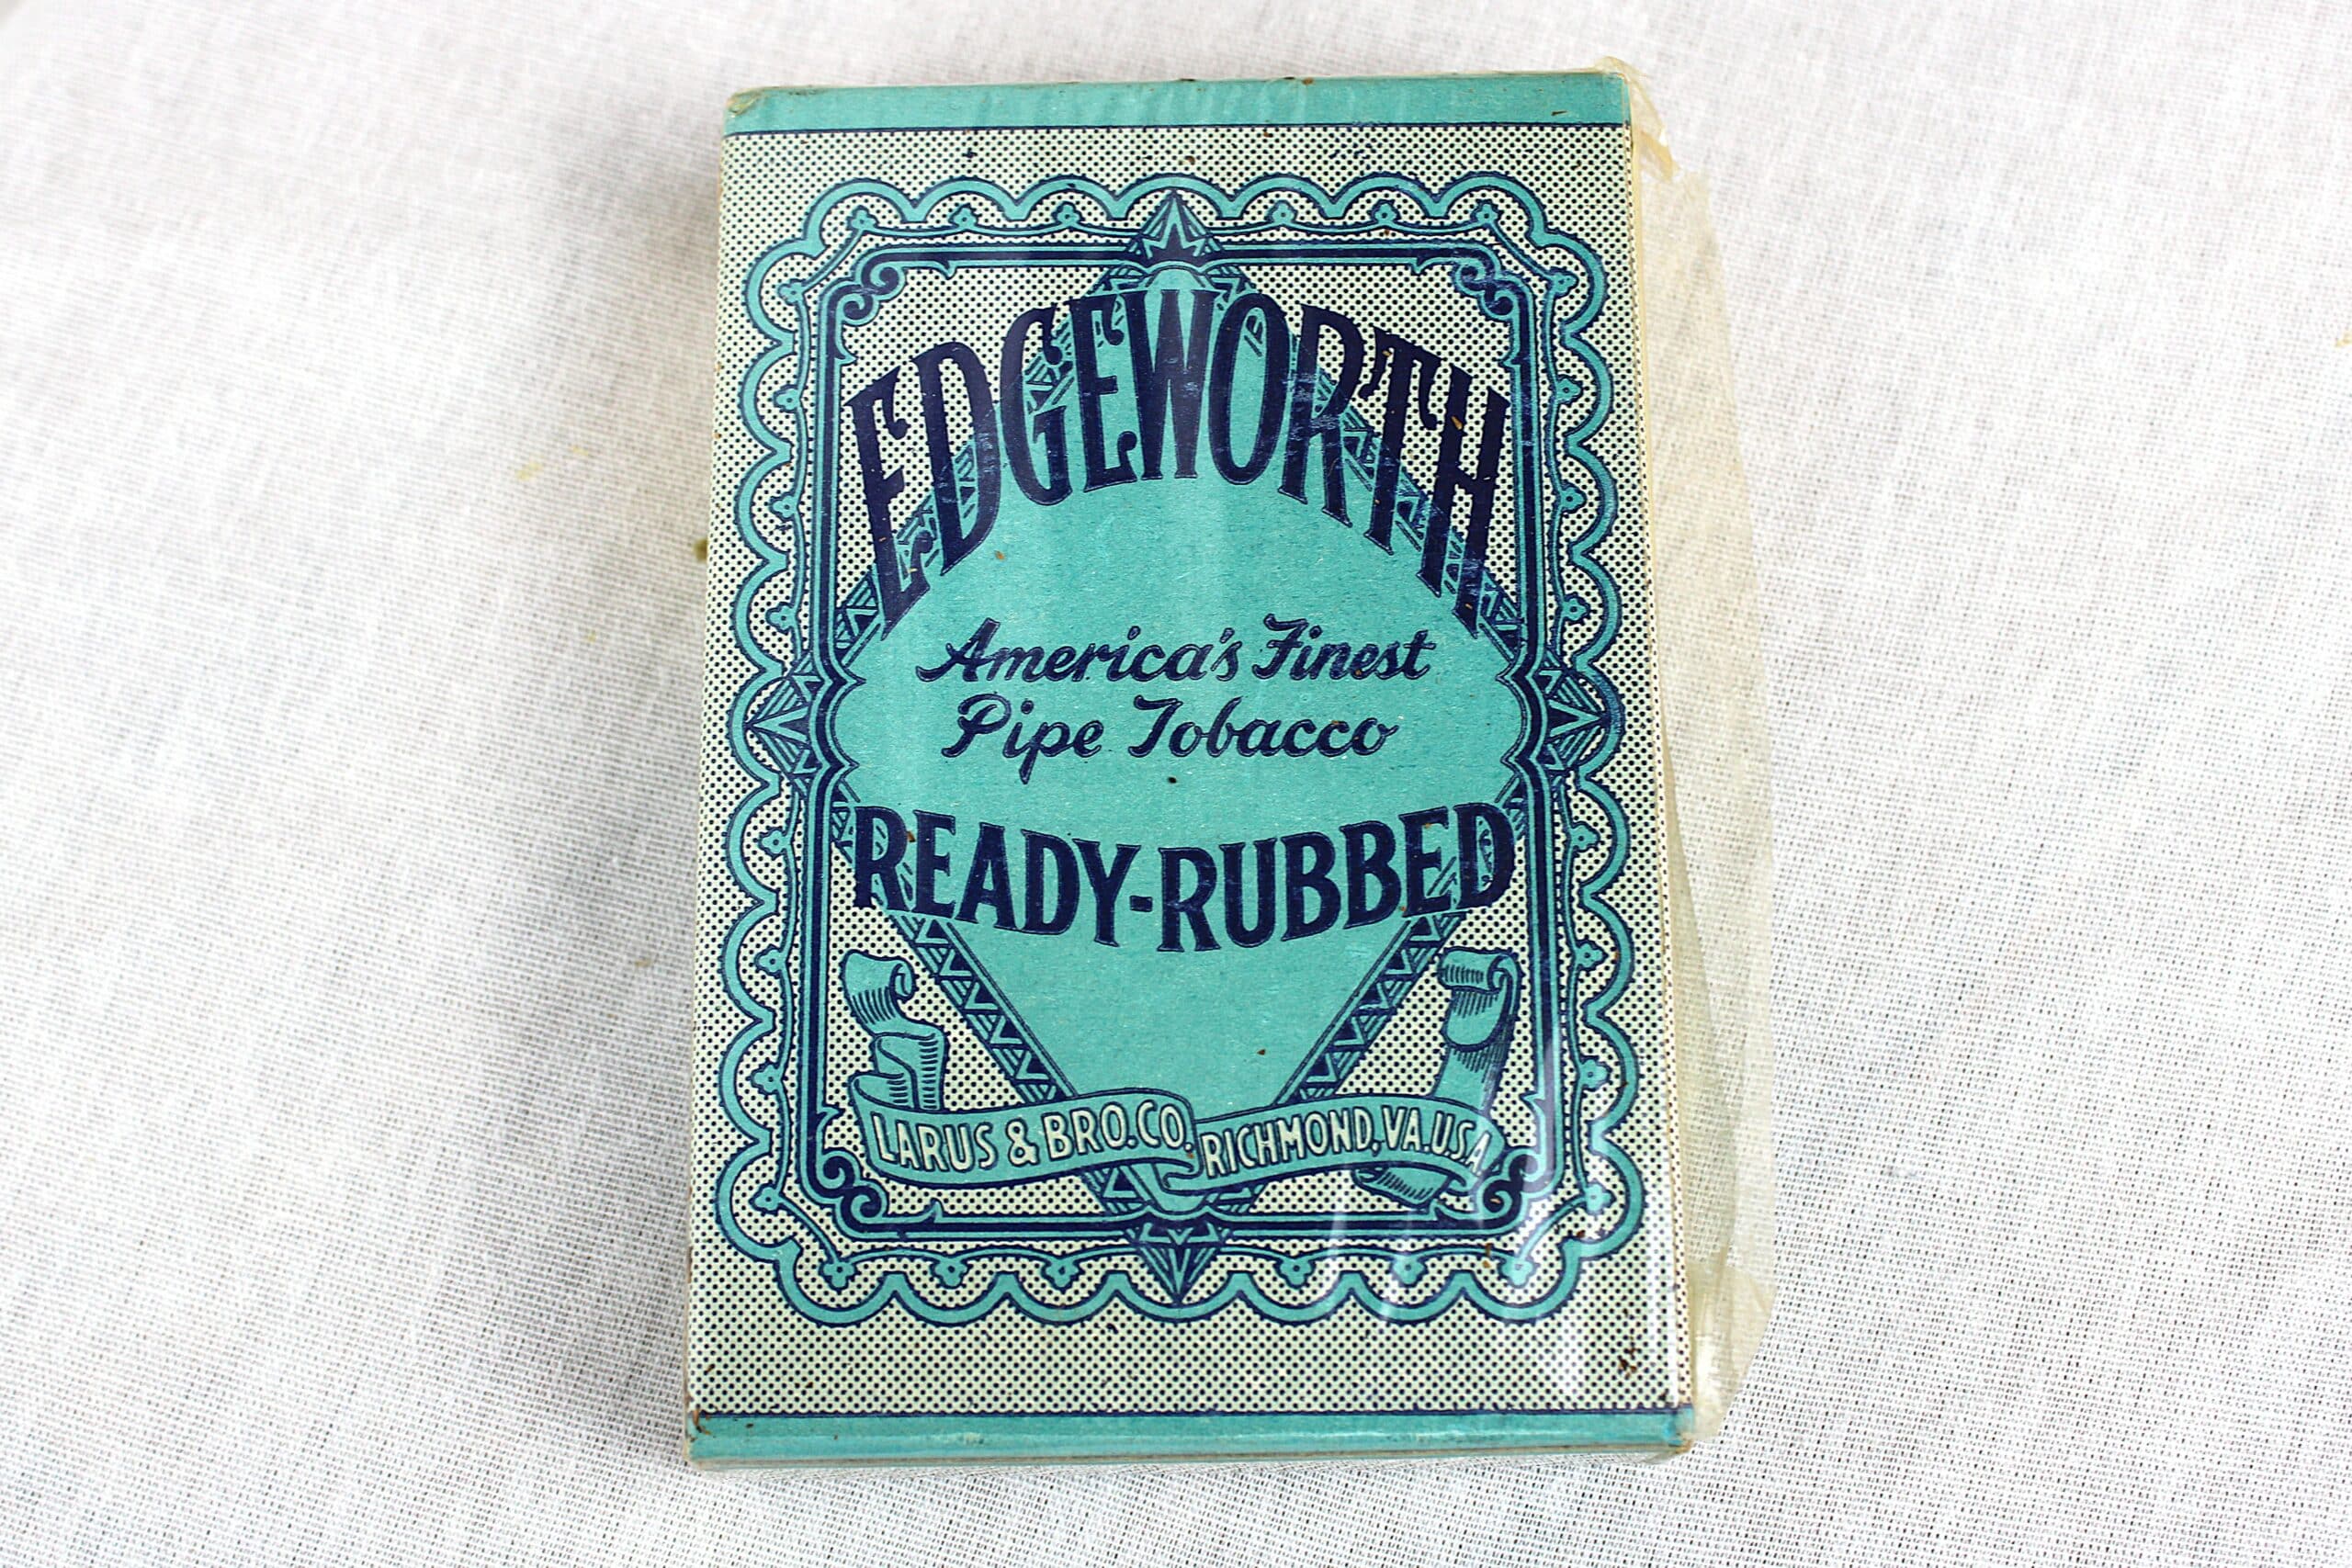 EDGEWORTH
America's Finest
Pipe Tobacco
READY-RUBBED
LARUS & BRO.CO. RICHMOND, VA.U.S.A.